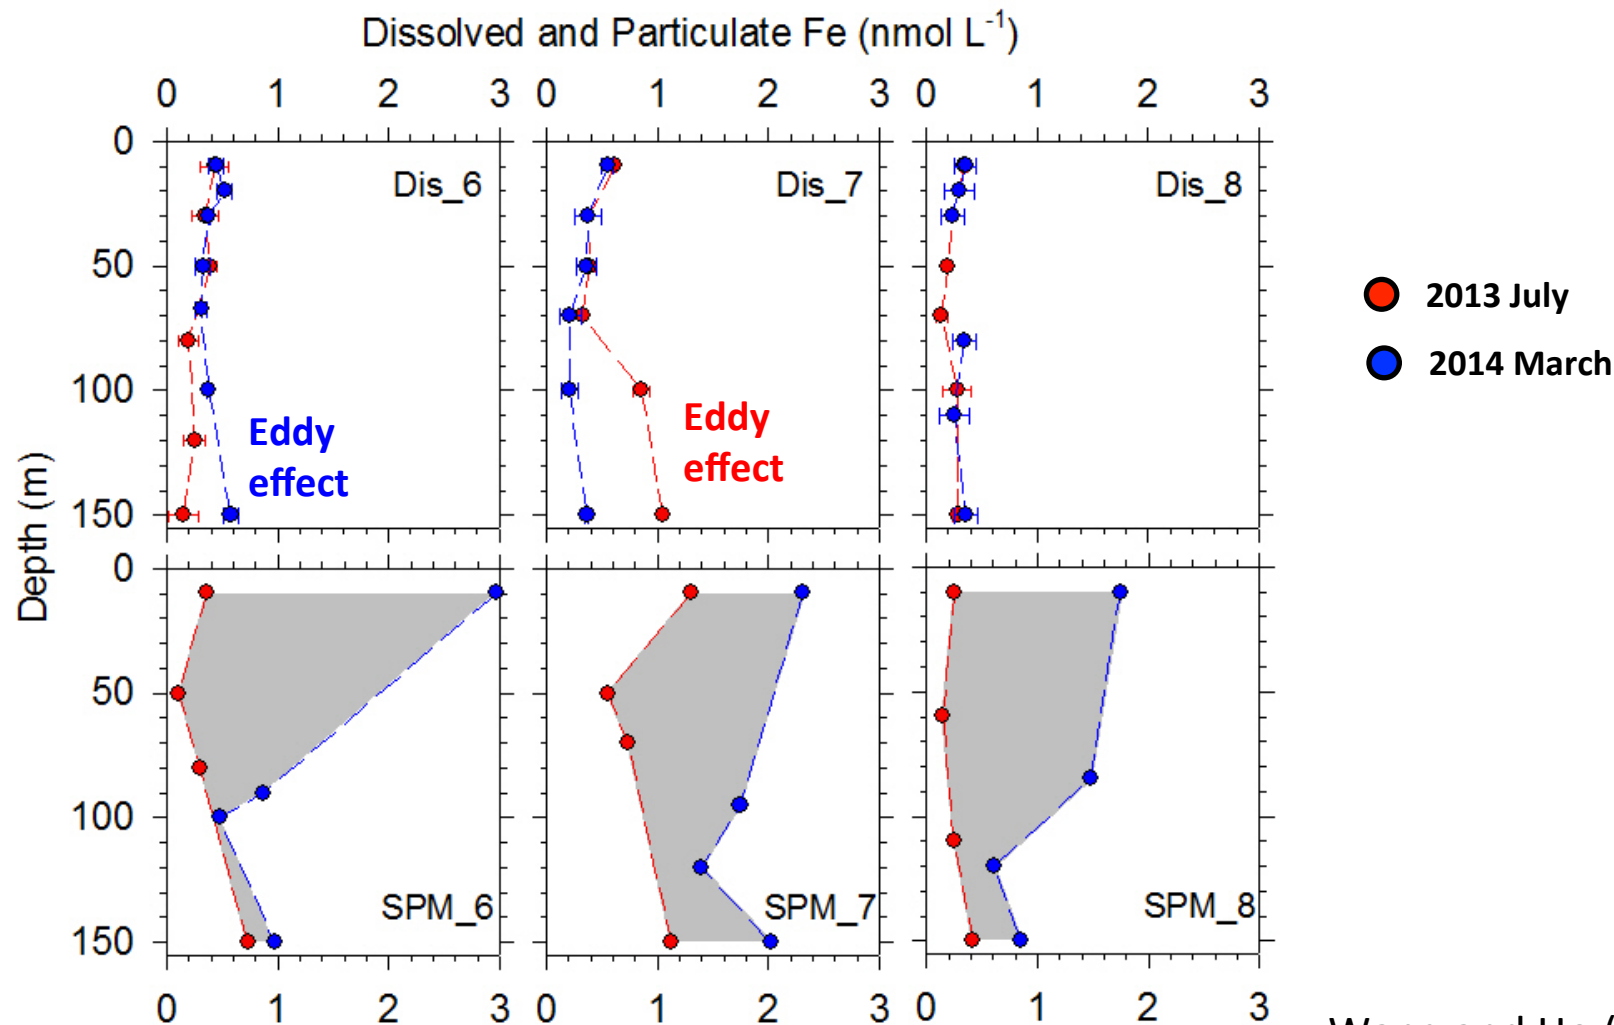 Dissolved and Particulate Fe (nmol L⁻¹)
0 1 2 3 0 1 2 3 0 1 2 3
0
50
100
150
Dis_6
Dis_7
Dis_8
Eddy
effect
Eddy
effect
2013 July
2014 March
Depth (m)
0
50
100
150
SPM_6
SPM_7
SPM_8
0 1 2 3 0 1 2 3 0 1 2 3